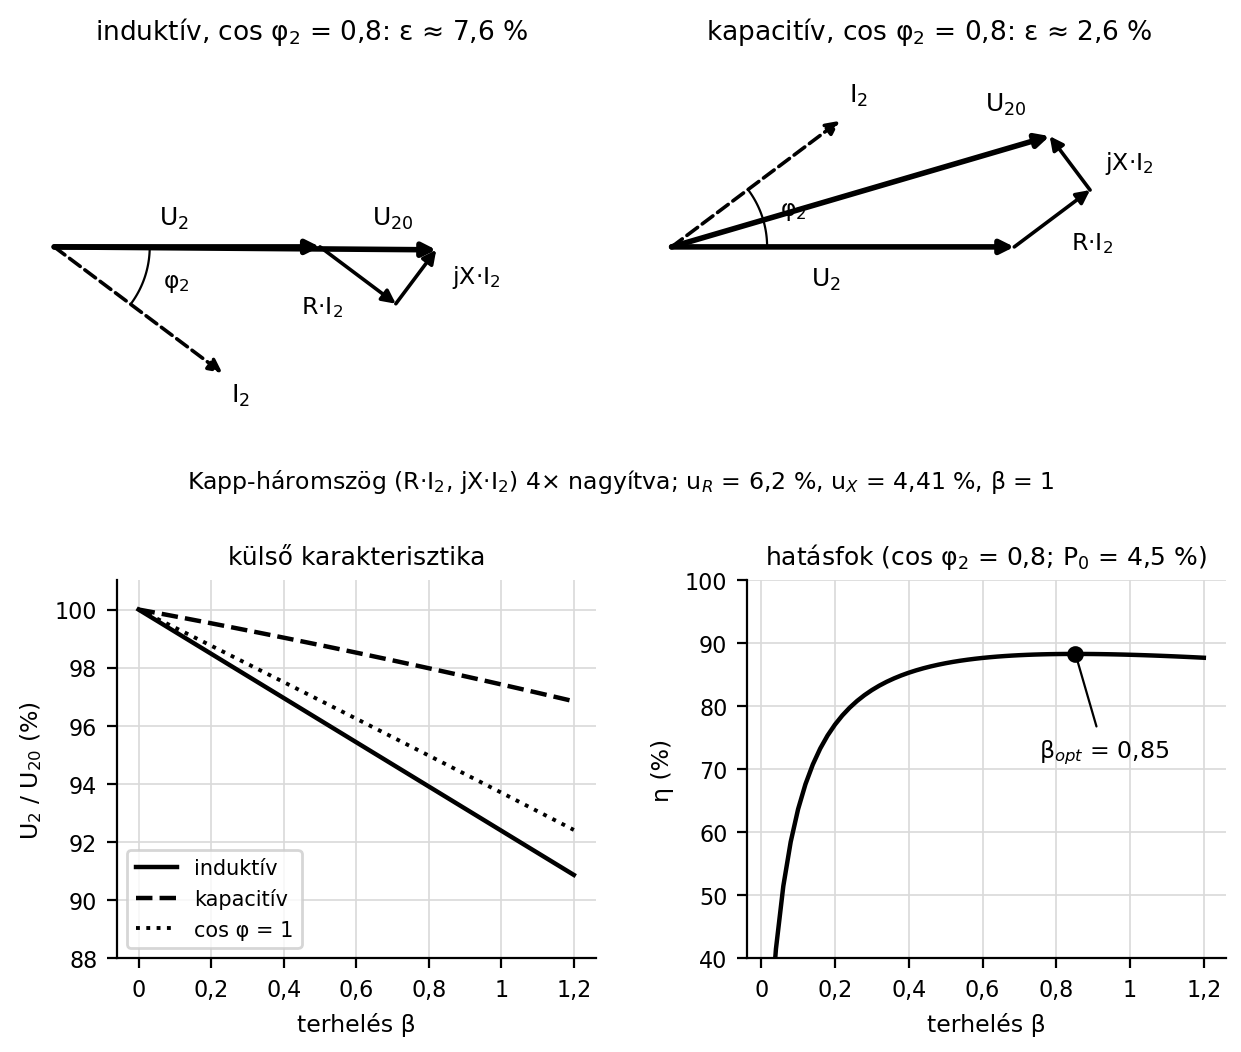 induktív, cos φ₂ = 0,8: ε ≈ 7,6 %
U₂
U₂₀
φ₂
R·I₂
jX·I₂
I₂
kapacitív, cos φ₂ = 0,8: ε ≈ 2,6 %
I₂
U₂₀
jX·I₂
φ₂
R·I₂
U₂
Kapp-háromszög (R·I₂, jX·I₂) 4× nagyítva; u_R = 6,2 %, u_X = 4,41 %, β = 1
külső karakterisztika
U₂ / U₂₀ (%)
100
98
96
94
92
90
88
induktív
kapacitív
cos φ = 1
0 0,2 0,4 0,6 0,8 1 1,2
terhelés β
hatásfok (cos φ₂ = 0,8; P₀ = 4,5 %)
η (%)
100
90
80
70
60
50
40
β_opt = 0,85
0 0,2 0,4 0,6 0,8 1 1,2
terhelés β